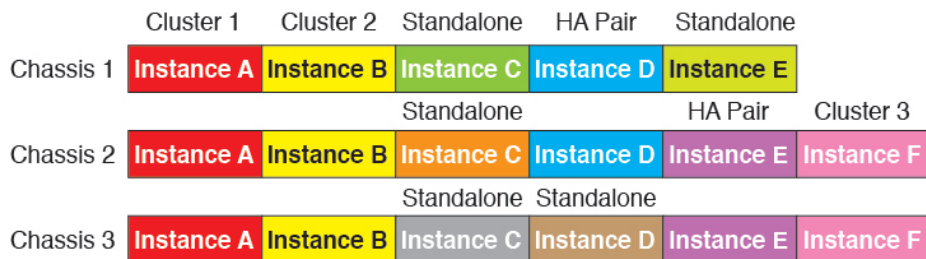 Cluster 1 Cluster 2 Standalone HA Pair Standalone
Chassis 1 Instance A Instance B Instance C Instance D Instance E
Standalone HA Pair Cluster 3
Chassis 2 Instance A Instance B Instance C Instance D Instance E Instance F
Standalone Standalone
Chassis 3 Instance A Instance B Instance C Instance D Instance E Instance F